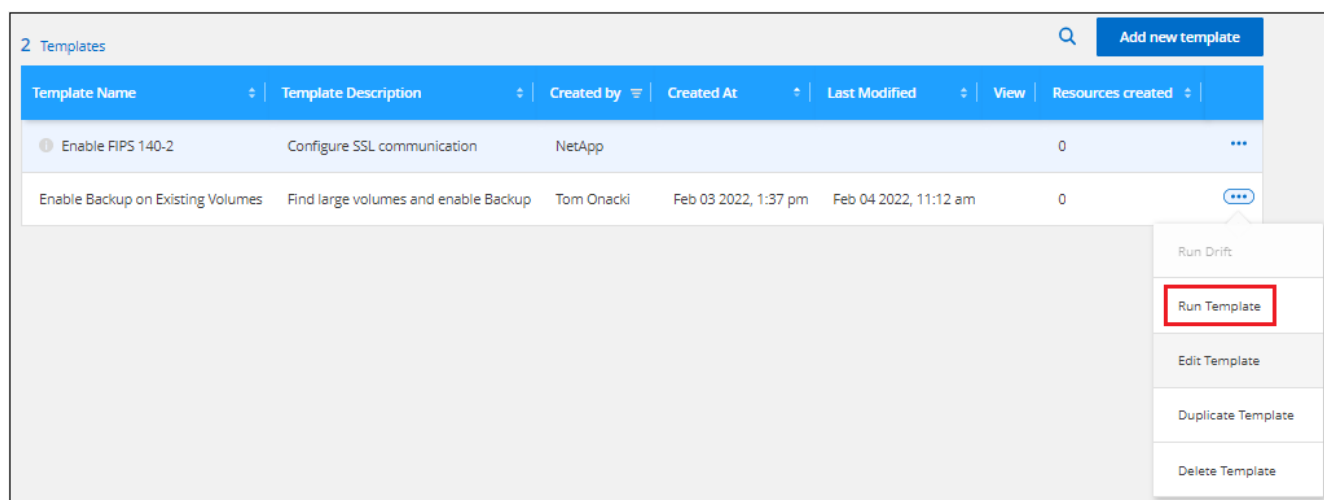 2 Templates
Add new template
Template Name Template Description Created by Created At Last Modified View Resources created
Enable FIPS 140-2 Configure SSL communication NetApp 0
Enable Backup on Existing Volumes Find large volumes and enable Backup Tom Onacki Feb 03 2022, 1:37 pm Feb 04 2022, 11:12 am 0
Run Drift
Run Template
Edit Template
Duplicate Template
Delete Template